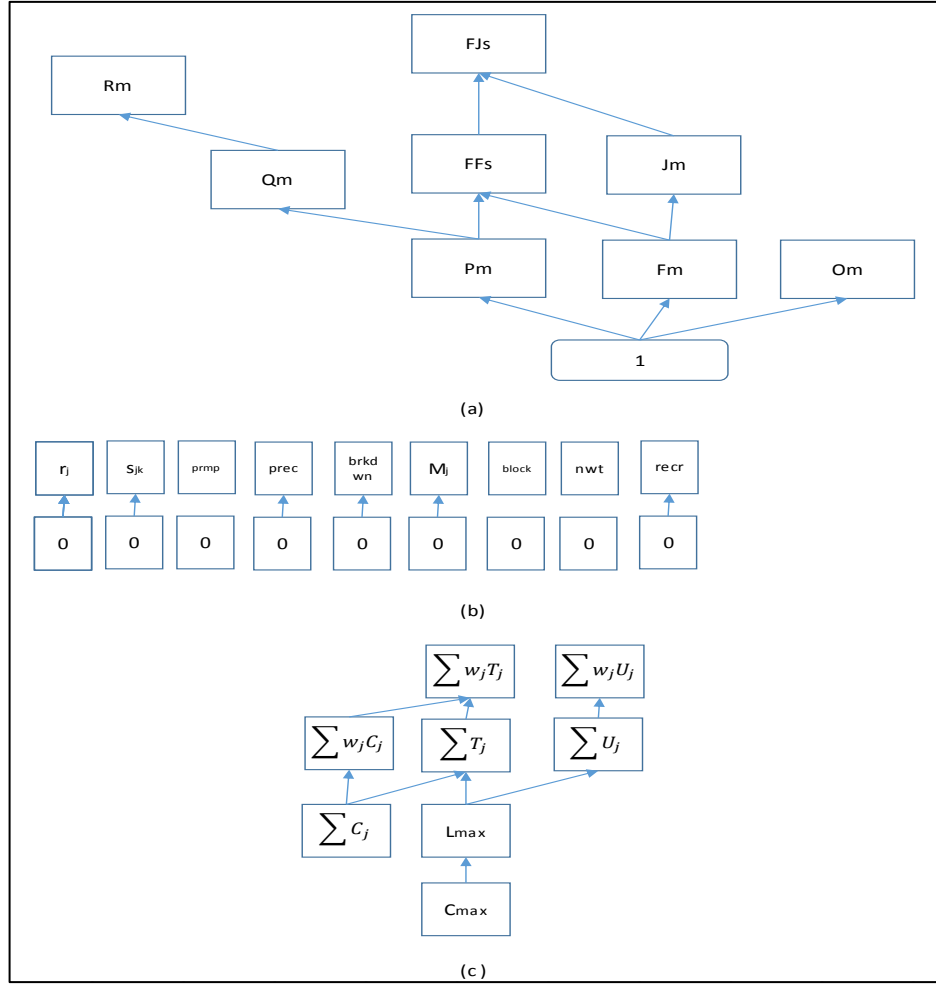 FJs
Rm
FFs
Jm
Qm
Pm
Fm
Om
1
(a)
rj
sjk
prmp
prec
brkd
wn
Mj
block
nwt
recr
0 0 0 0 0 0 0 0 0
(b)
∑ wjTj
∑ wjUj
∑ wjCj
∑ Tj
∑ Uj
∑ Cj
Lmax
Cmax
(c)